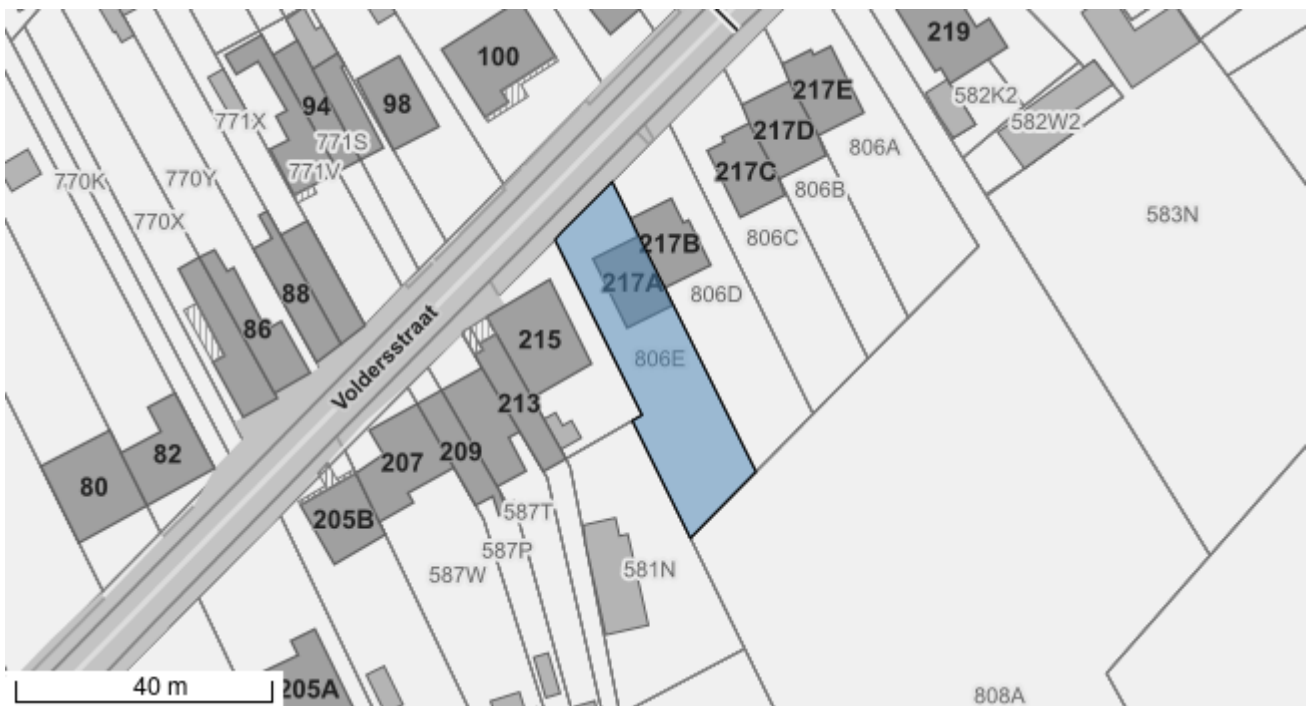 219
100
217E
94
98
582K2
771X
582W2
217D
771S
806A
771V
217C
770K
770Y
806B
583N
770X
217B
806C
217A
88
806D
86
Voldersstraat
215
806E
213
82
209
207
80
587T
205B
587P
581N
587W
40 m
205A
808A